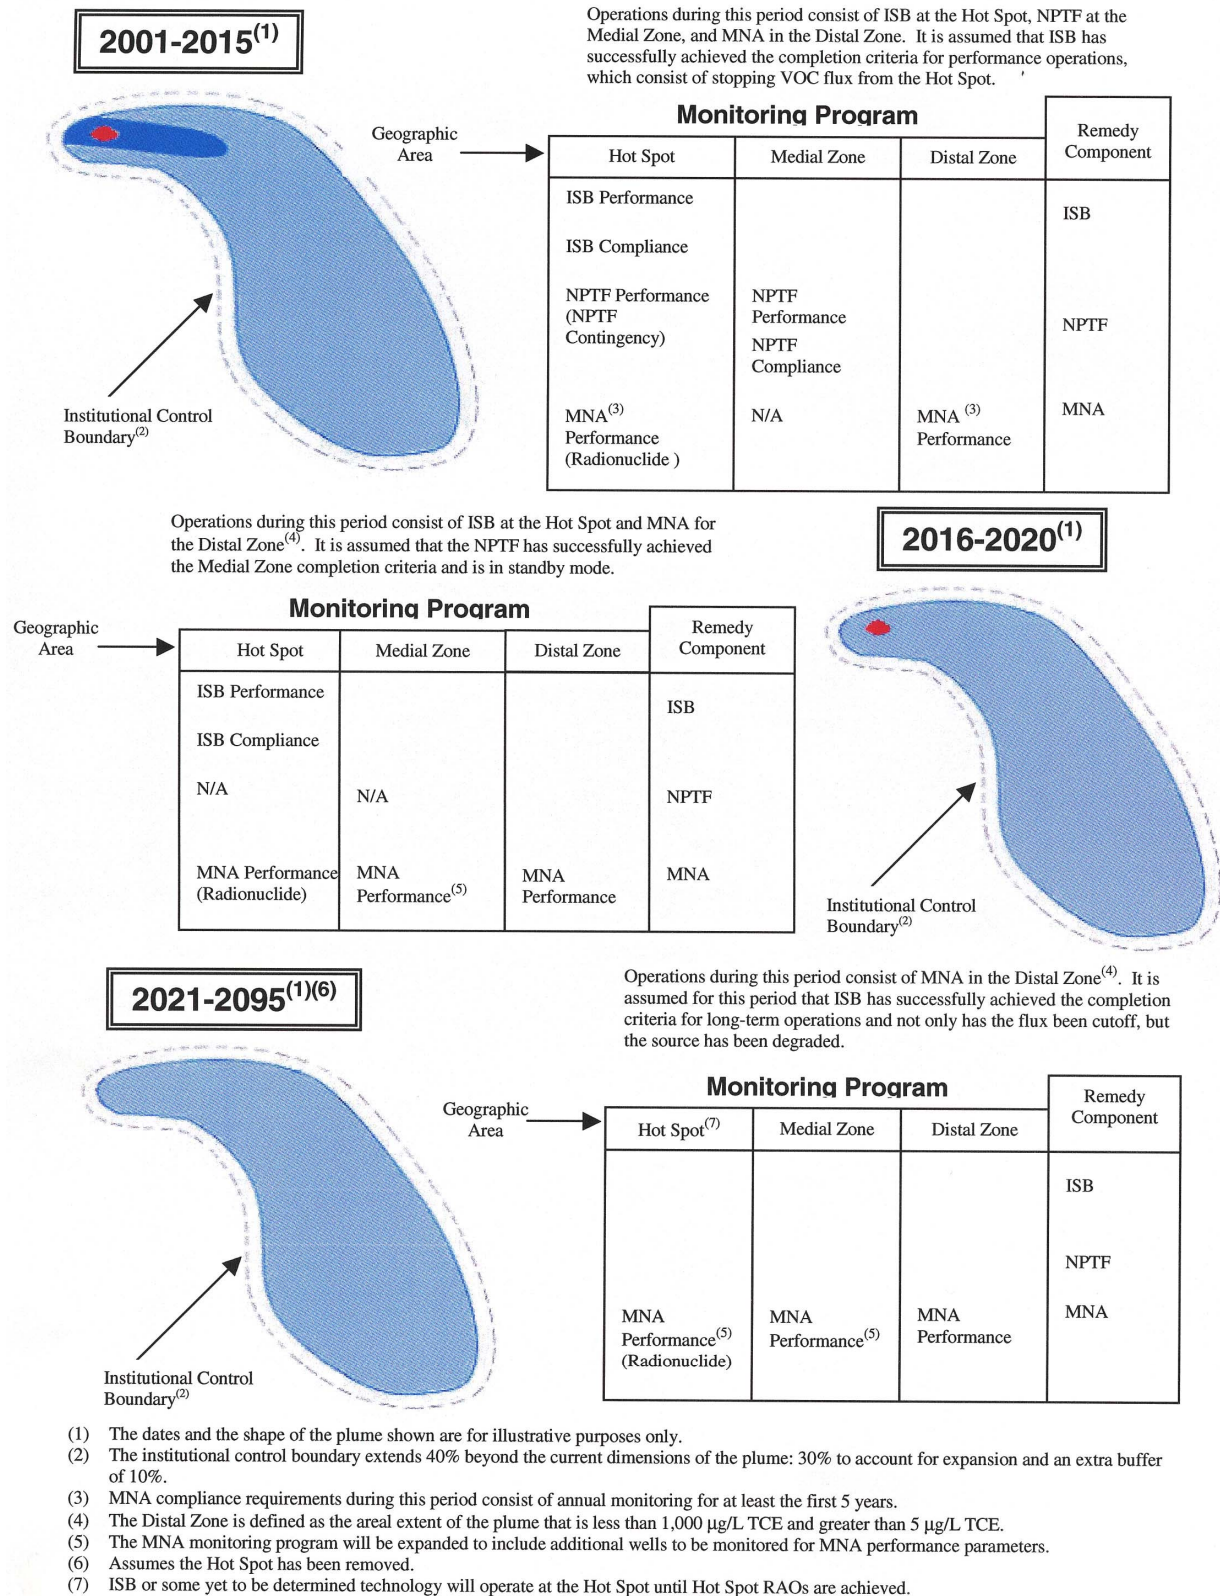 2001-2015(1)
Operations during this period consist of ISB at the Hot Spot, NPTF at the
Medial Zone, and MNA in the Distal Zone. It is assumed that ISB has
successfully achieved the completion criteria for performance operations,
which consist of stopping VOC flux from the Hot Spot.
Monitoring Program
Geographic
Area
Hot Spot
Medial Zone
Distal Zone
Remedy
Component
ISB Performance
ISB Compliance
ISB
NPTF Performance
(NPTF
Contingency)
NPTF
Performance
NPTF
Compliance
NPTF
MNA(3)
Performance
(Radionuclide )
N/A
MNA (3)
Performance
MNA
Institutional Control
Boundary(2)
Operations during this period consist of ISB at the Hot Spot and MNA for
the Distal Zone(4). It is assumed that the NPTF has successfully achieved
the Medial Zone completion criteria and is in standby mode.
2016-2020(1)
Monitoring Program
Geographic
Area
Hot Spot
Medial Zone
Distal Zone
Remedy
Component
ISB Performance
ISB Compliance
ISB
N/A
N/A
NPTF
MNA Performance
(Radionuclide)
MNA
Performance(5)
MNA
Performance
MNA
Institutional Control
Boundary(2)
2021-2095(1)(6)
Operations during this period consist of MNA in the Distal Zone(4). It is
assumed for this period that ISB has successfully achieved the completion
criteria for long-term operations and not only has the flux been cutoff, but
the source has been degraded.
Monitoring Program
Geographic
Area
Hot Spot(7)
Medial Zone
Distal Zone
Remedy
Component
ISB
NPTF
MNA
Performance(5)
(Radionuclide)
MNA
Performance(5)
MNA
Performance
MNA
Institutional Control
Boundary(2)
(1) The dates and the shape of the plume shown are for illustrative purposes only.
(2) The institutional control boundary extends 40% beyond the current dimensions of the plume: 30% to account for expansion and an extra buffer
of 10%.
(3) MNA compliance requirements during this period consist of annual monitoring for at least the first 5 years.
(4) The Distal Zone is defined as the areal extent of the plume that is less than 1,000 µg/L TCE and greater than 5 µg/L TCE.
(5) The MNA monitoring program will be expanded to include additional wells to be monitored for MNA performance parameters.
(6) Assumes the Hot Spot has been removed.
(7) ISB or some yet to be determined technology will operate at the Hot Spot until Hot Spot RAOs are achieved.